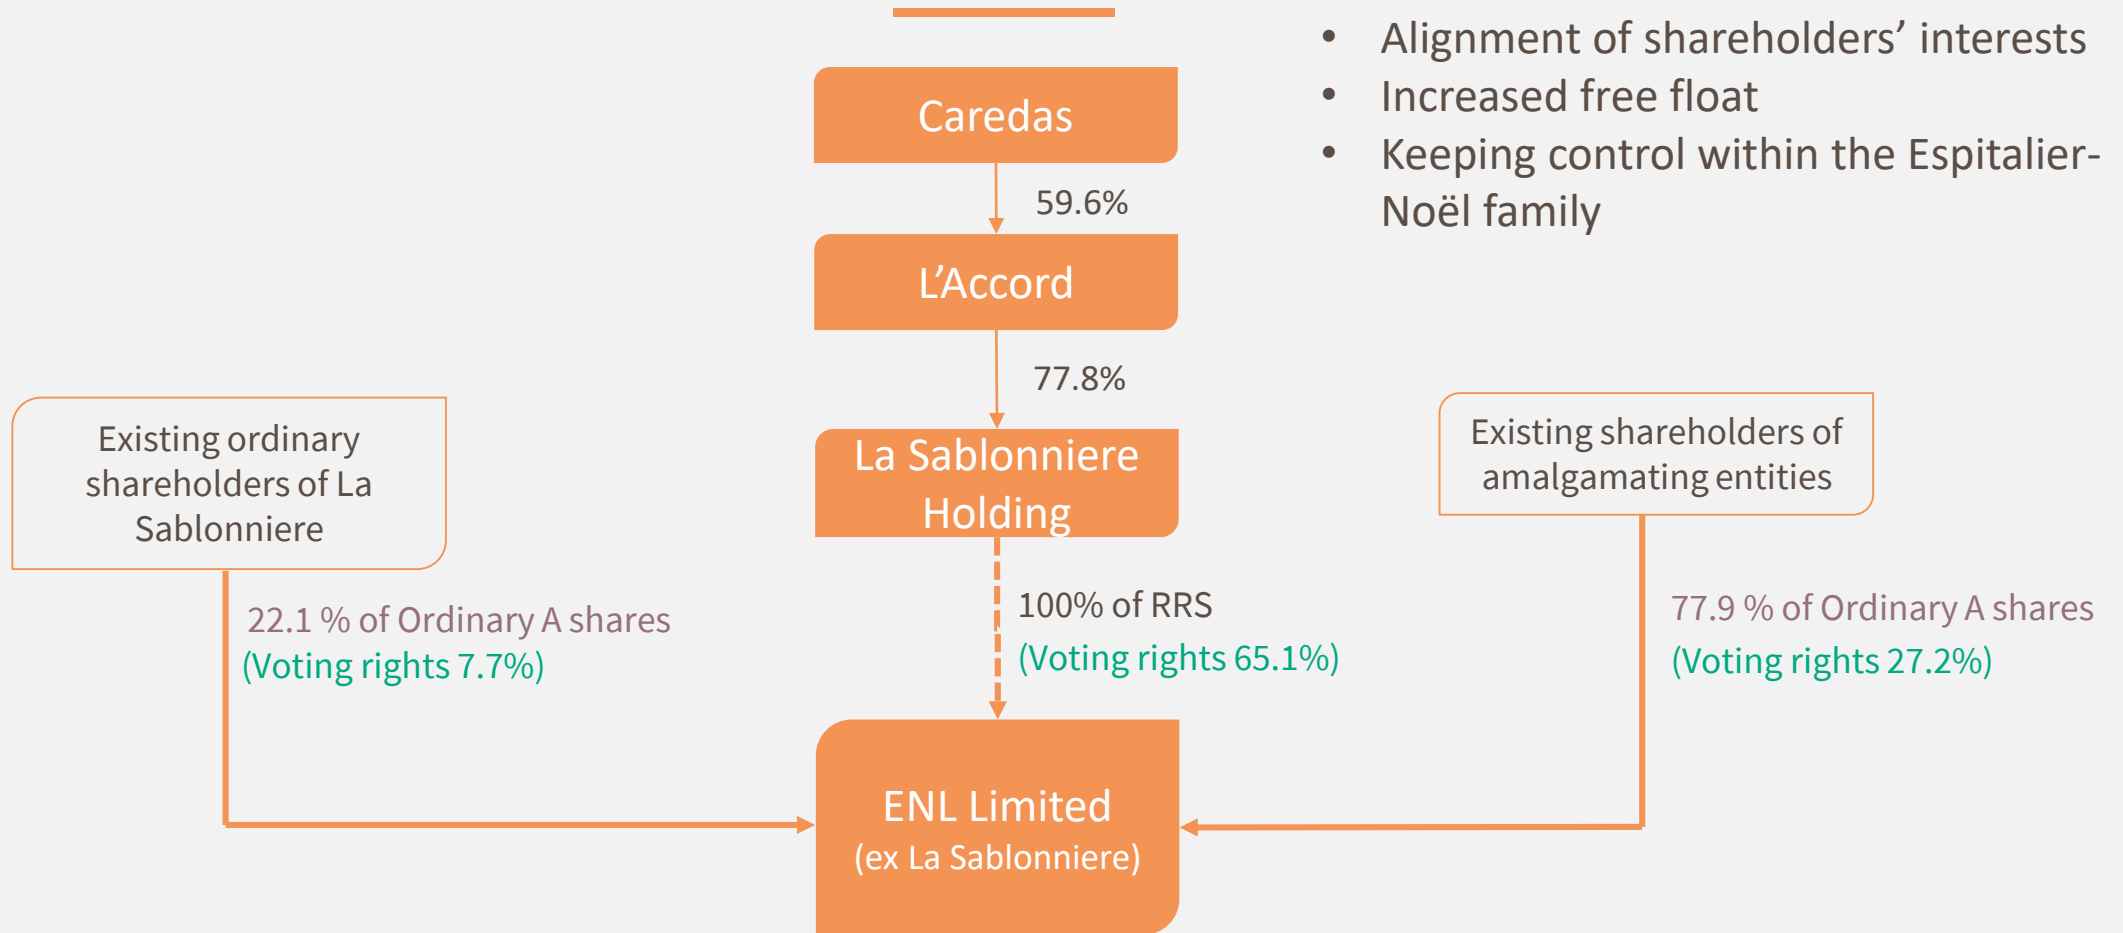 • Alignment of shareholders’ interests
• Increased free float
• Keeping control within the Espitalier-
Noël family
Caredas
59.6%
L’Accord
77.8%
La Sablonniere
Holding
Existing ordinary
shareholders of La
Sablonniere
Existing shareholders of
amalgamating entities
22.1 % of Ordinary A shares
(Voting rights 7.7%)
100% of RRS
(Voting rights 65.1%)
77.9 % of Ordinary A shares
(Voting rights 27.2%)
ENL Limited
(ex La Sablonniere)